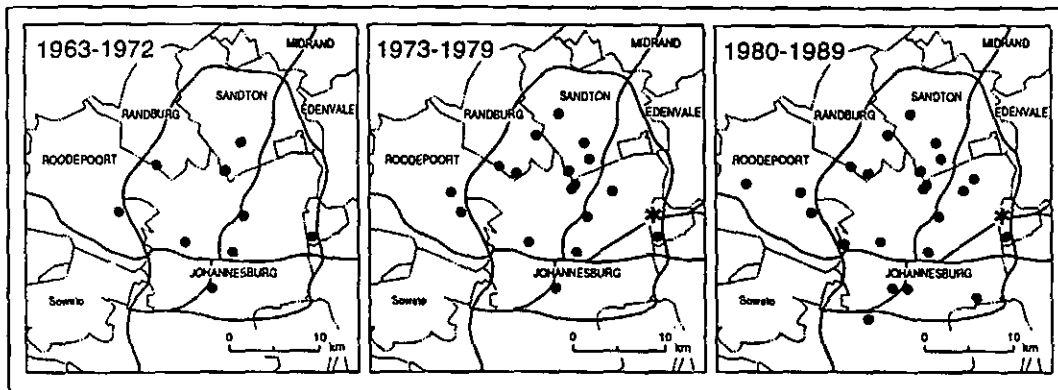 1963-1972
MIDRAND
SANTON
EDENVALE
RANDBURG
ROODEPOORT
JOHANNESBURG
Soweto
0 10
km
1973-1979
MIDRAND
SANDTON
EDENVALE
RANDBURG
ROODEPOORT
JOHANNESBURG
Soweto
0 10
km
1980-1989
MIDRAND
SANDTON
EDENVALE
RANDBURG
ROODEPOORT
JOHANNESBURG
Soweto
0 10
km